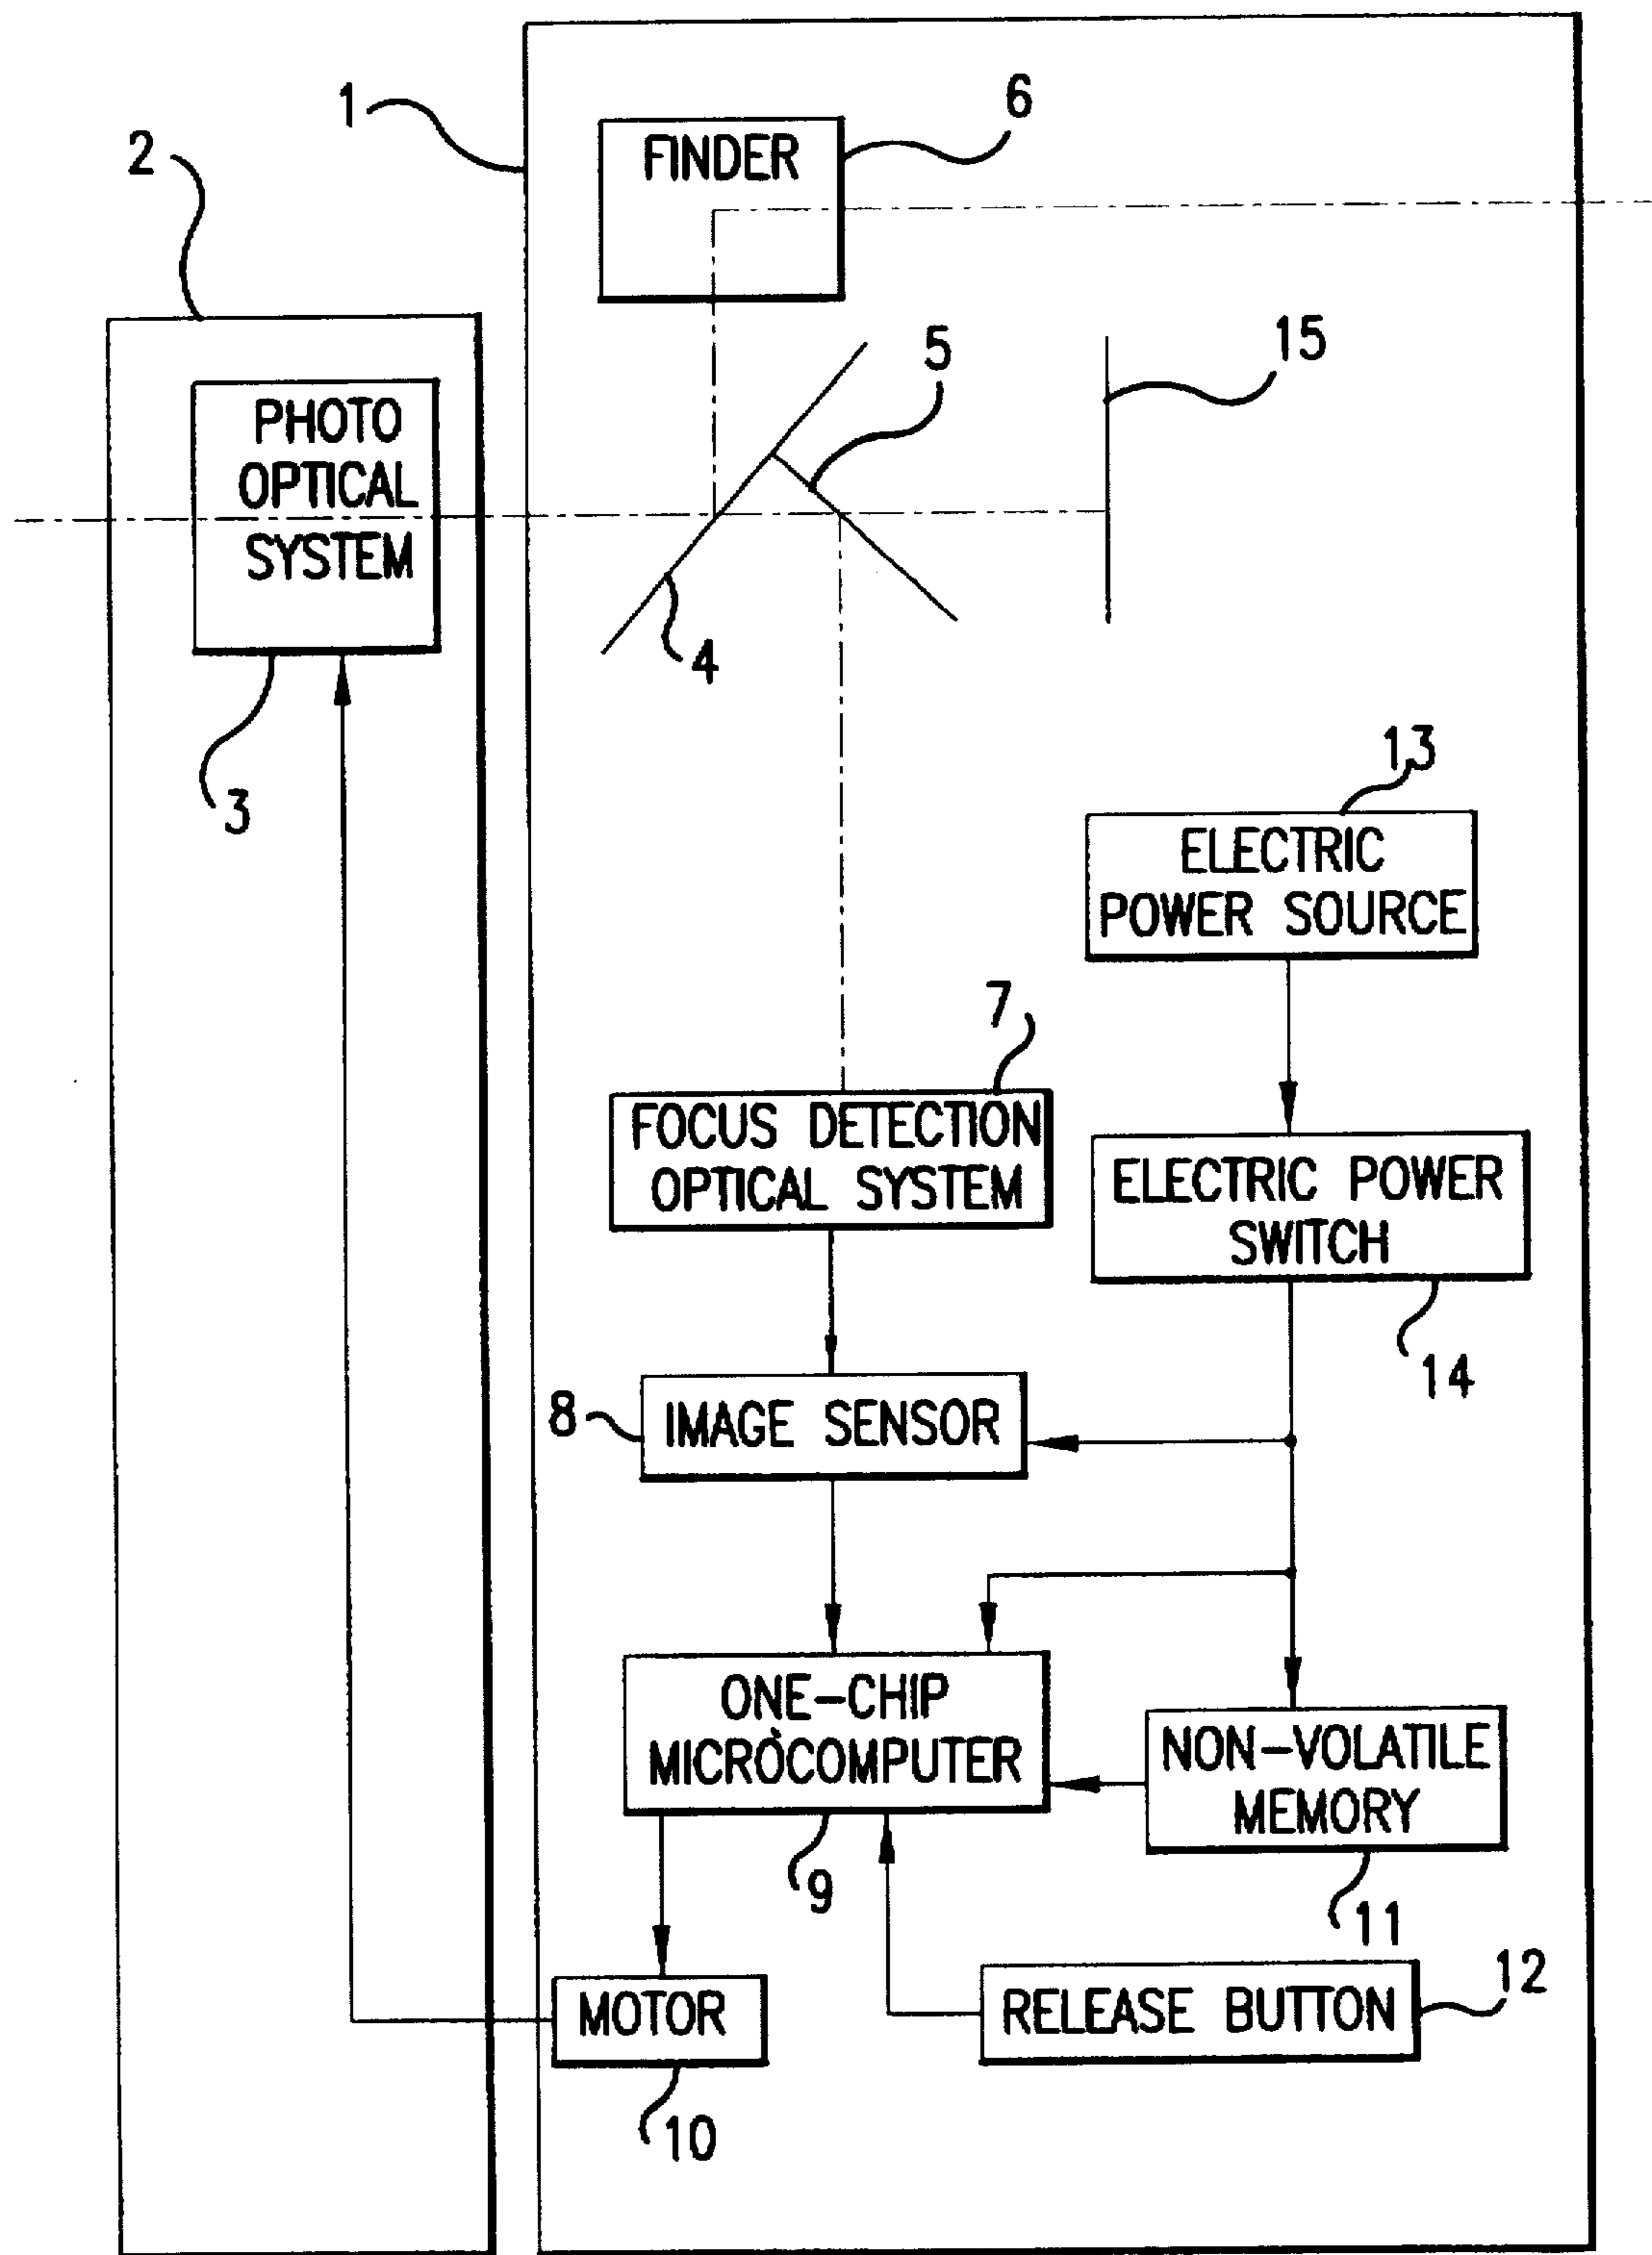 1
6
2
FINDER
5
15
PHOTO
OPTICAL
SYSTEM
4
3
13
ELECTRIC
POWER SOURCE
7
FOCUS DETECTION
OPTICAL SYSTEM
ELECTRIC POWER
SWITCH
14
8
IMAGE SENSOR
ONE-CHIP
MICROCOMPUTER
NON-VOLATILE
MEMORY
9
11
12
MOTOR
RELEASE BUTTON
10